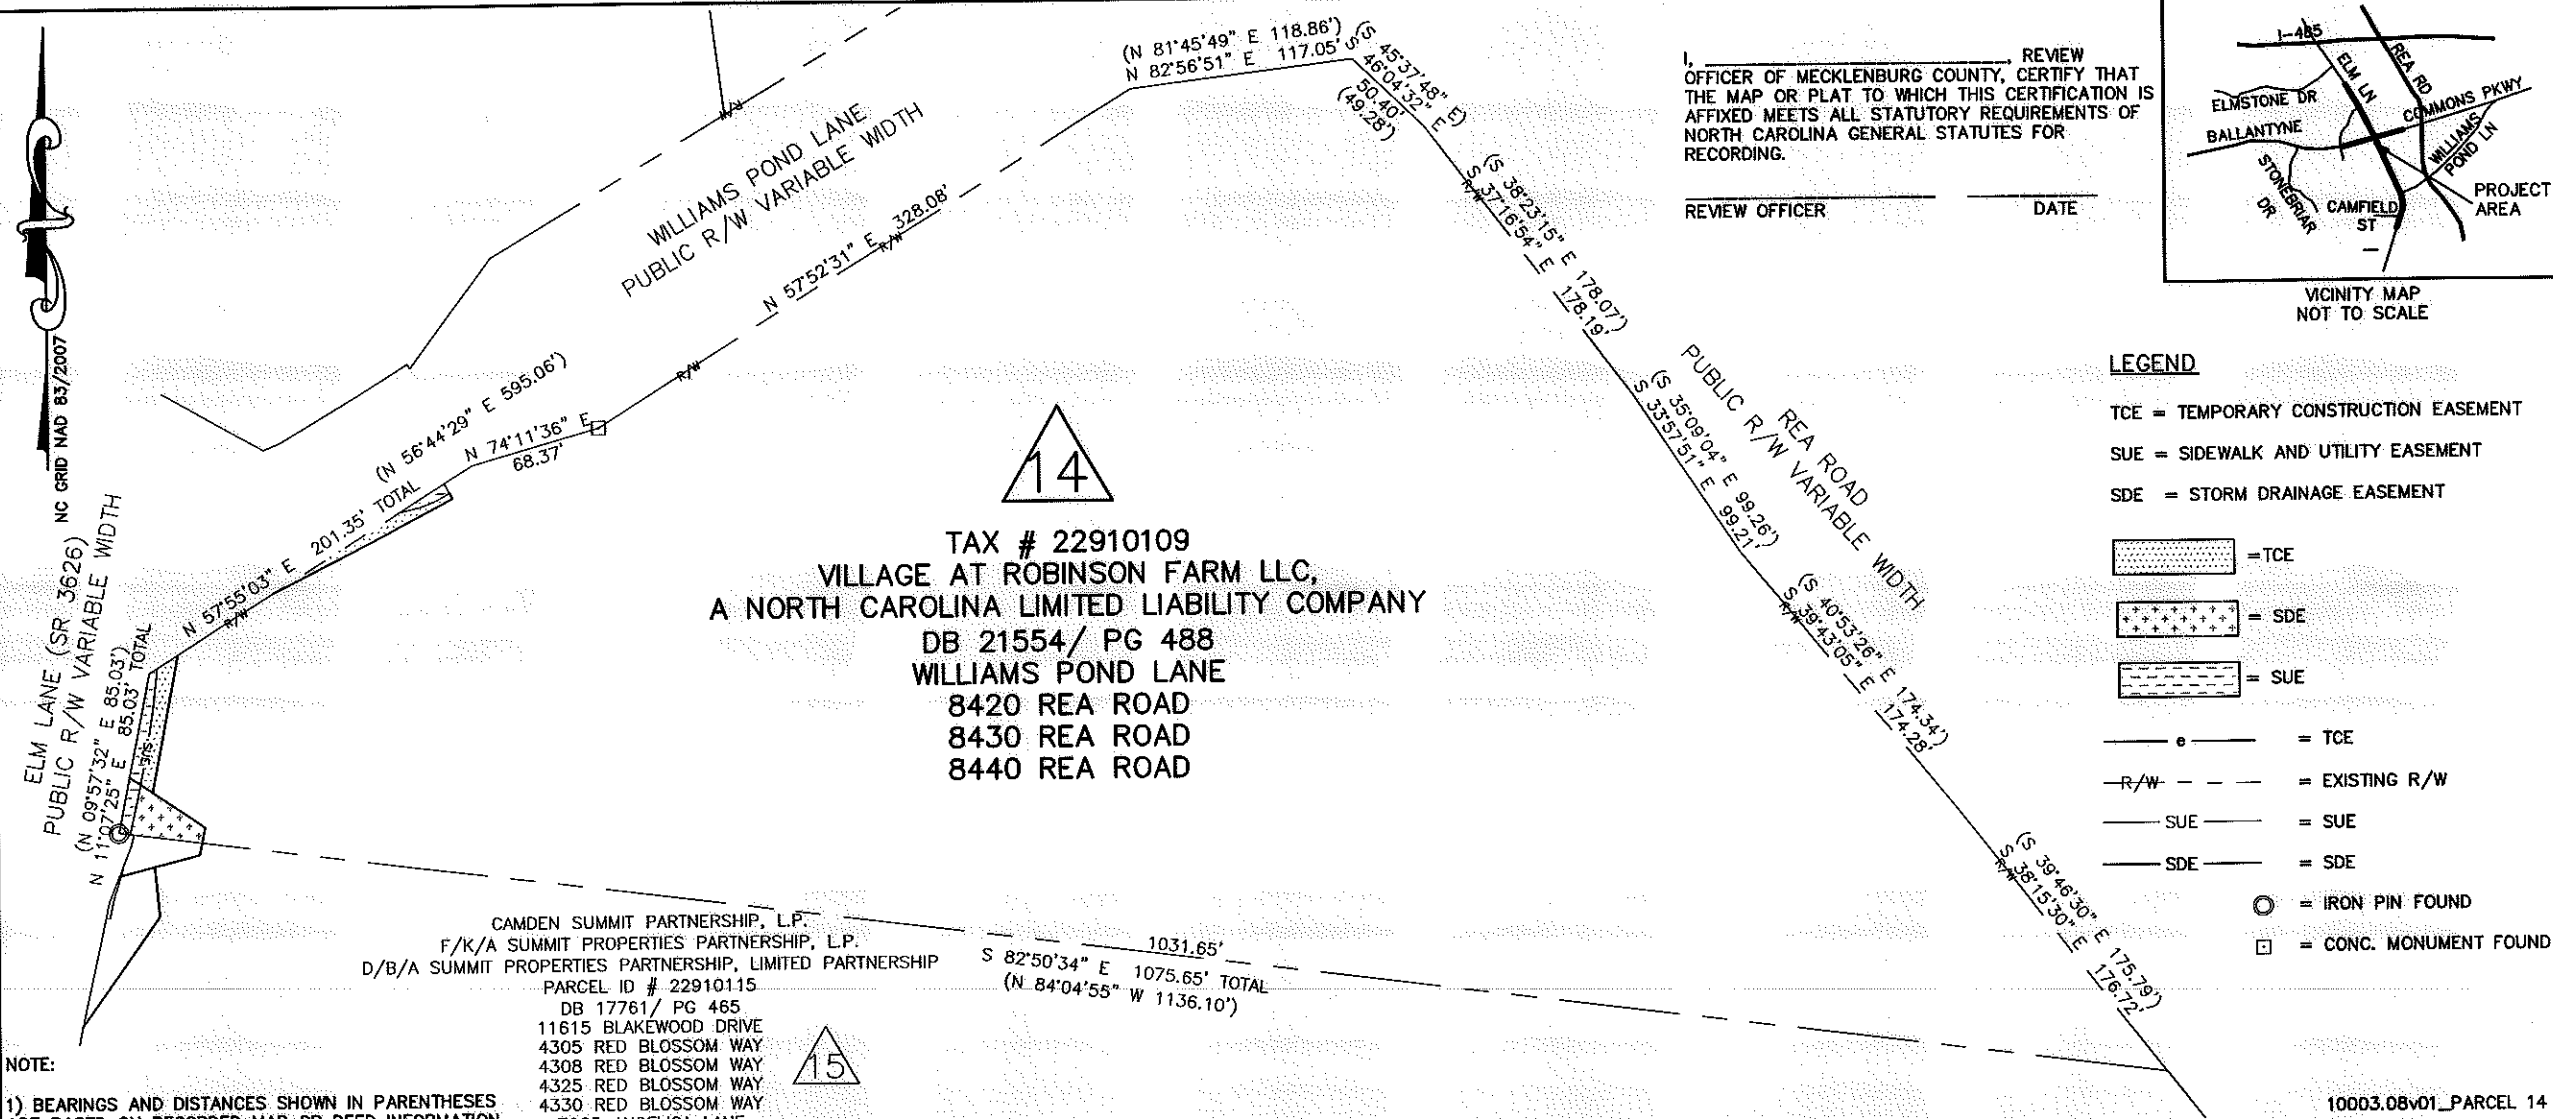 NC GRID NAD 83/2007
ELM LANE (SR 3626)
PUBLIC R/W VARIABLE WIDTH
(N 09°57'32" E 85.03')
N 11°07'25" E 85.03' TOTAL
SUE
N 57°55'03" E 201.35' TOTAL
R/W
(N 56°44'29" E 595.06')
N 74°11'36" E
68.37'
R/W
WILLIAMS POND LANE
PUBLIC R/W VARIABLE WIDTH
R/W
N 57°52'31" E 328.08'
R/W
(N 81°45'49" E 118.86')
N 82°56'51" E 117.05'
(S 45°37'48" E)
S 46°04'32" E
50.40'
(49.28')
(S 38°23'15" E 178.07')
S 37°16'54" E 178.19'
R/W
PUBLIC R/W VARIABLE WIDTH
REA ROAD
(S 35°09'04" E 99.26')
S 33°57'51" E 99.21'
(S 40°53'26" E 174.34')
S 39°43'05" E 174.28'
R/W
(S 39°46'30" E 175.79')
S 38°15'30" E 176.72'
R/W
14
TAX # 22910109
VILLAGE AT ROBINSON FARM LLC,
A NORTH CAROLINA LIMITED LIABILITY COMPANY
DB 21554/ PG 488
WILLIAMS POND LANE
8420 REA ROAD
8430 REA ROAD
8440 REA ROAD
1031.65'
S 82°50'34" E 1075.65' TOTAL
(N 84°04'55" W 1136.10')
CAMDEN SUMMIT PARTNERSHIP, L.P.
F/K/A SUMMIT PROPERTIES PARTNERSHIP, L.P.
D/B/A SUMMIT PROPERTIES PARTNERSHIP, LIMITED PARTNERSHIP
PARCEL ID # 22910115
DB 17761/ PG 465
11615 BLAKEWOOD DRIVE
4305 RED BLOSSOM WAY
4308 RED BLOSSOM WAY
4325 RED BLOSSOM WAY
4330 RED BLOSSOM WAY
15
NOTE:
1) BEARINGS AND DISTANCES SHOWN IN PARENTHESES
I, ____________________, REVIEW
OFFICER OF MECKLENBURG COUNTY, CERTIFY THAT
THE MAP OR PLAT TO WHICH THIS CERTIFICATION IS
AFFIXED MEETS ALL STATUTORY REQUIREMENTS OF
NORTH CAROLINA GENERAL STATUTES FOR
RECORDING.
REVIEW OFFICER DATE
I-485
ELM LN
REA RD
ELMSTONE DR
COMMONS PKWY
BALLANTYNE
WILLIAMS
POND LN
STONEBRIAR
DR
CAMFIELD
ST
PROJECT
AREA
VICINITY MAP
NOT TO SCALE
LEGEND
TCE = TEMPORARY CONSTRUCTION EASEMENT
SUE = SIDEWALK AND UTILITY EASEMENT
SDE = STORM DRAINAGE EASEMENT
=TCE
= SDE
= SUE
e = TCE
R/W = EXISTING R/W
SUE = SUE
SDE = SDE
= IRON PIN FOUND
= CONC. MONUMENT FOUND
10003.08v01_PARCEL 14